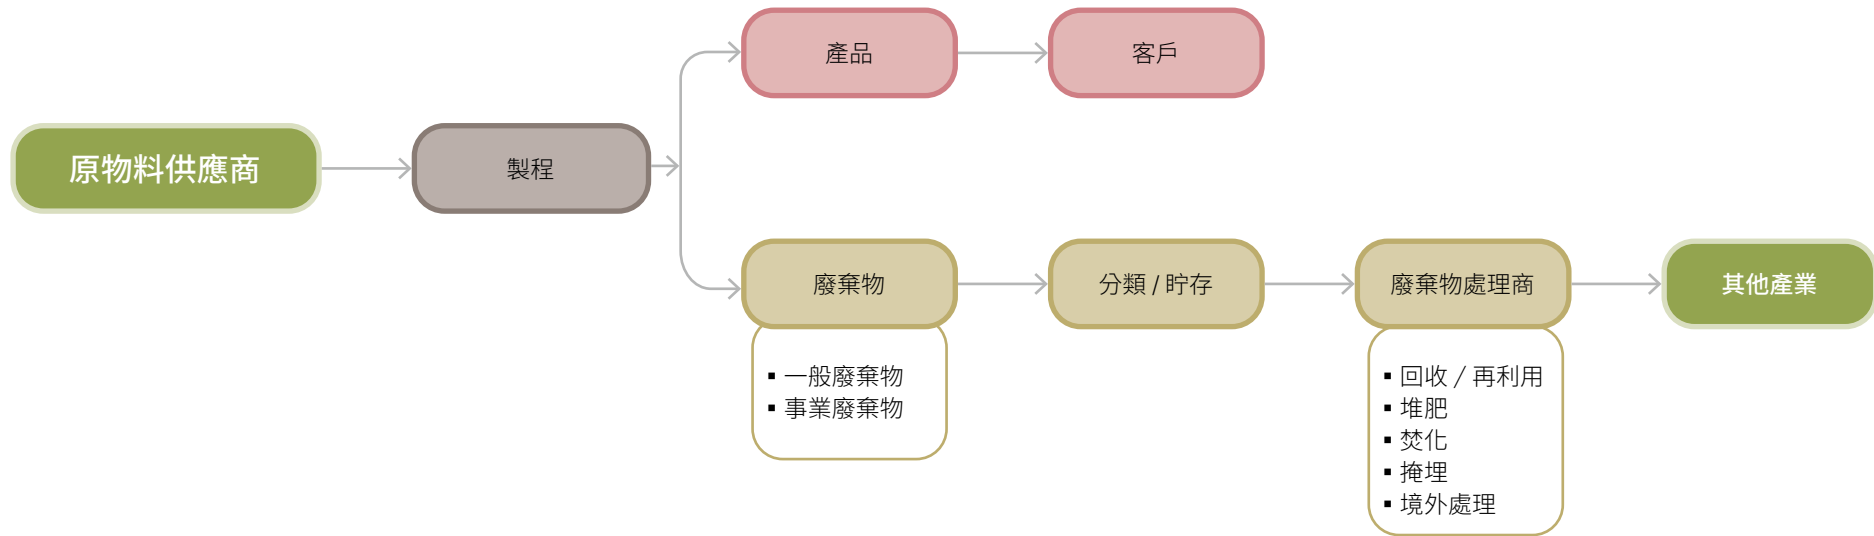 產品
客戶
原物料供應商
製程
廢棄物
分類 / 貯存
廢棄物處理商
其他產業
▪ 一般廢棄物
▪ 事業廢棄物
▪ 回收 / 再利用
▪ 堆肥
▪ 焚化
▪ 掩埋
▪ 境外處理